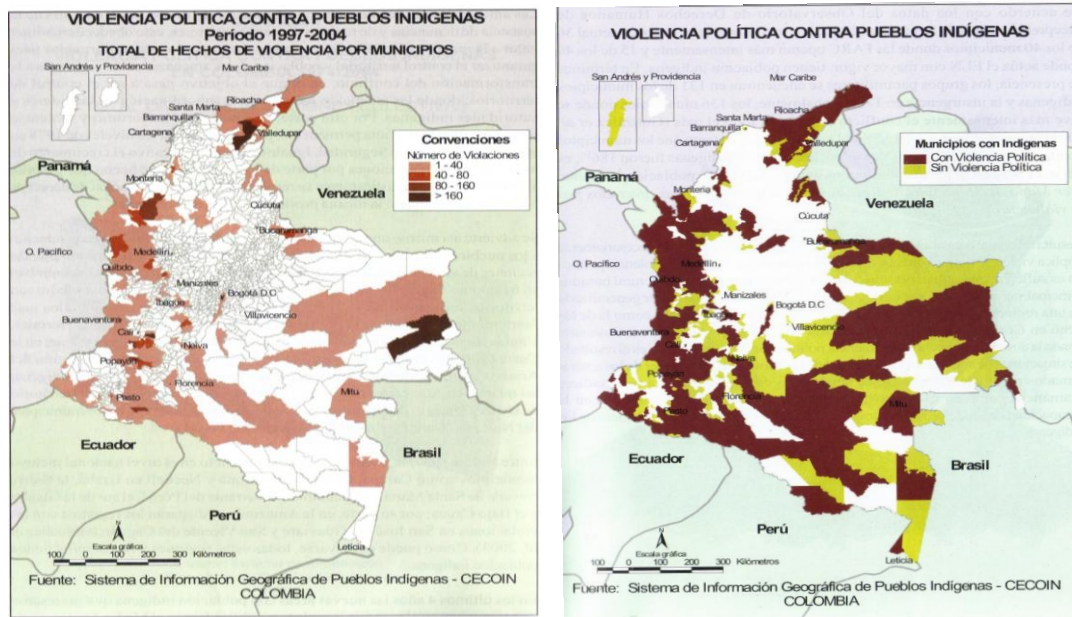 VIOLENCIA POLITICA CONTRA PUEBLOS INDÍGENAS
Período 1997-2004
TOTAL DE HECHOS DE VIOLENCIA POR MUNICIPIOS
San Andrés y Providencia
Mar Caribe
Rioacha
Santa Marta
Barranquilla
Cartagena
Valledupar
Convenciones
Número de Violaciones
1 - 40
40 - 80
80 - 160
> 160
Panamá
Montería
Venezuela
Cúcuta
Bucaramanga
O. Pacífico
Medellín
Quibdo
Manizales
Ibague
Bogotá D.C
Buenaventura
Villavicencio
Cali
Neiva
Popayán
Florencia
Mitu
Pasto
Ecuador
Brasil
Perú
N
Escala gráfica
100 0 100 200 300 Kilómetros
Leticia
Fuente: Sistema de Información Geográfica de Pueblos Indígenas - CECOIN
COLOMBIA
VIOLENCIA POLÍTICA CONTRA PUEBLOS INDÍGENAS
San Andrés y Providencia
Mar Caribe
Rioacha
Santa Marta
Barranquilla
Cartagena
Valledupar
Municipios con Indígenas
Con Violencia Política
Sin Violencia Política
Panamá
Montería
Venezuela
Cúcuta
Bucaramanga
O. Pacífico
Medellín
Quibdo
Manizales
Bogotá D.C
Buenaventura
Villavicencio
Cali
Neiva
Popayán
Florencia
Mitu
Pasto
Ecuador
Brasil
Perú
N
Escala gráfica
100 0 100 200 300 Kilómetros
Leticia
Fuente: Sistema de Información Geográfica de Pueblos Indígenas - CECOIN
COLOMBIA